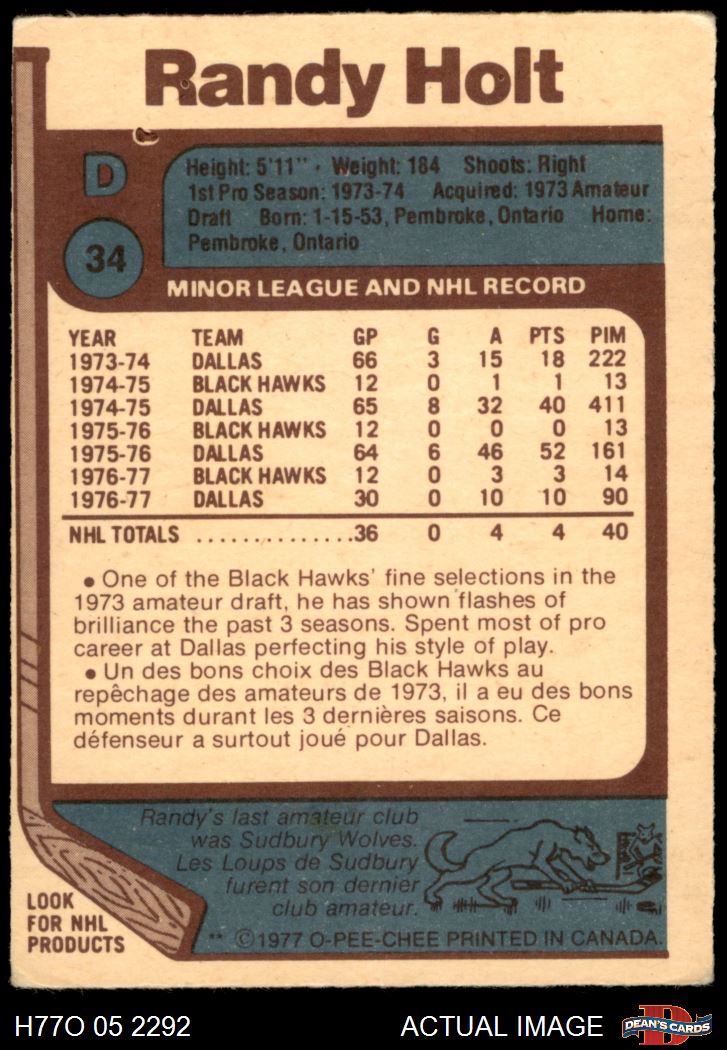 Randy Holt
D
34
Height: 5'11" · Weight: 184 Shoots: Right
1st Pro Season: 1973-74 Acquired: 1973 Amateur
Draft Born: 1-15-53, Pembroke, Ontario Home:
Pembroke, Ontario
MINOR LEAGUE AND NHL RECORD
YEAR TEAM GP G A PTS PIM
1973-74 DALLAS 66 3 15 18 222
1974-75 BLACK HAWKS 12 0 1 1 13
1974-75 DALLAS 65 8 32 40 411
1975-76 BLACK HAWKS 12 0 0 0 13
1975-76 DALLAS 64 6 46 52 161
1976-77 BLACK HAWKS 12 0 3 3 14
1976-77 DALLAS 30 0 10 10 90
NHL TOTALS ..............36 0 4 4 40
• One of the Black Hawks' fine selections in the
1973 amateur draft, he has shown flashes of
brilliance the past 3 seasons. Spent most of pro
career at Dallas perfecting his style of play.
• Un des bons choix des Black Hawks au
repêchage des amateurs de 1973, il a eu des bons
moments durant les 3 dernières saisons. Ce
défenseur a surtout joué pour Dallas.
Randy's last amateur club
was Sudbury Wolves.
Les Loups de Sudbury
furent son dernier
club amateur.
LOOK
FOR NHL
PRODUCTS
** ©1977 O-PEE-CHEE PRINTED IN CANADA.
H77O 05 2292 ACTUAL IMAGE
D
DEAN'S CARDS